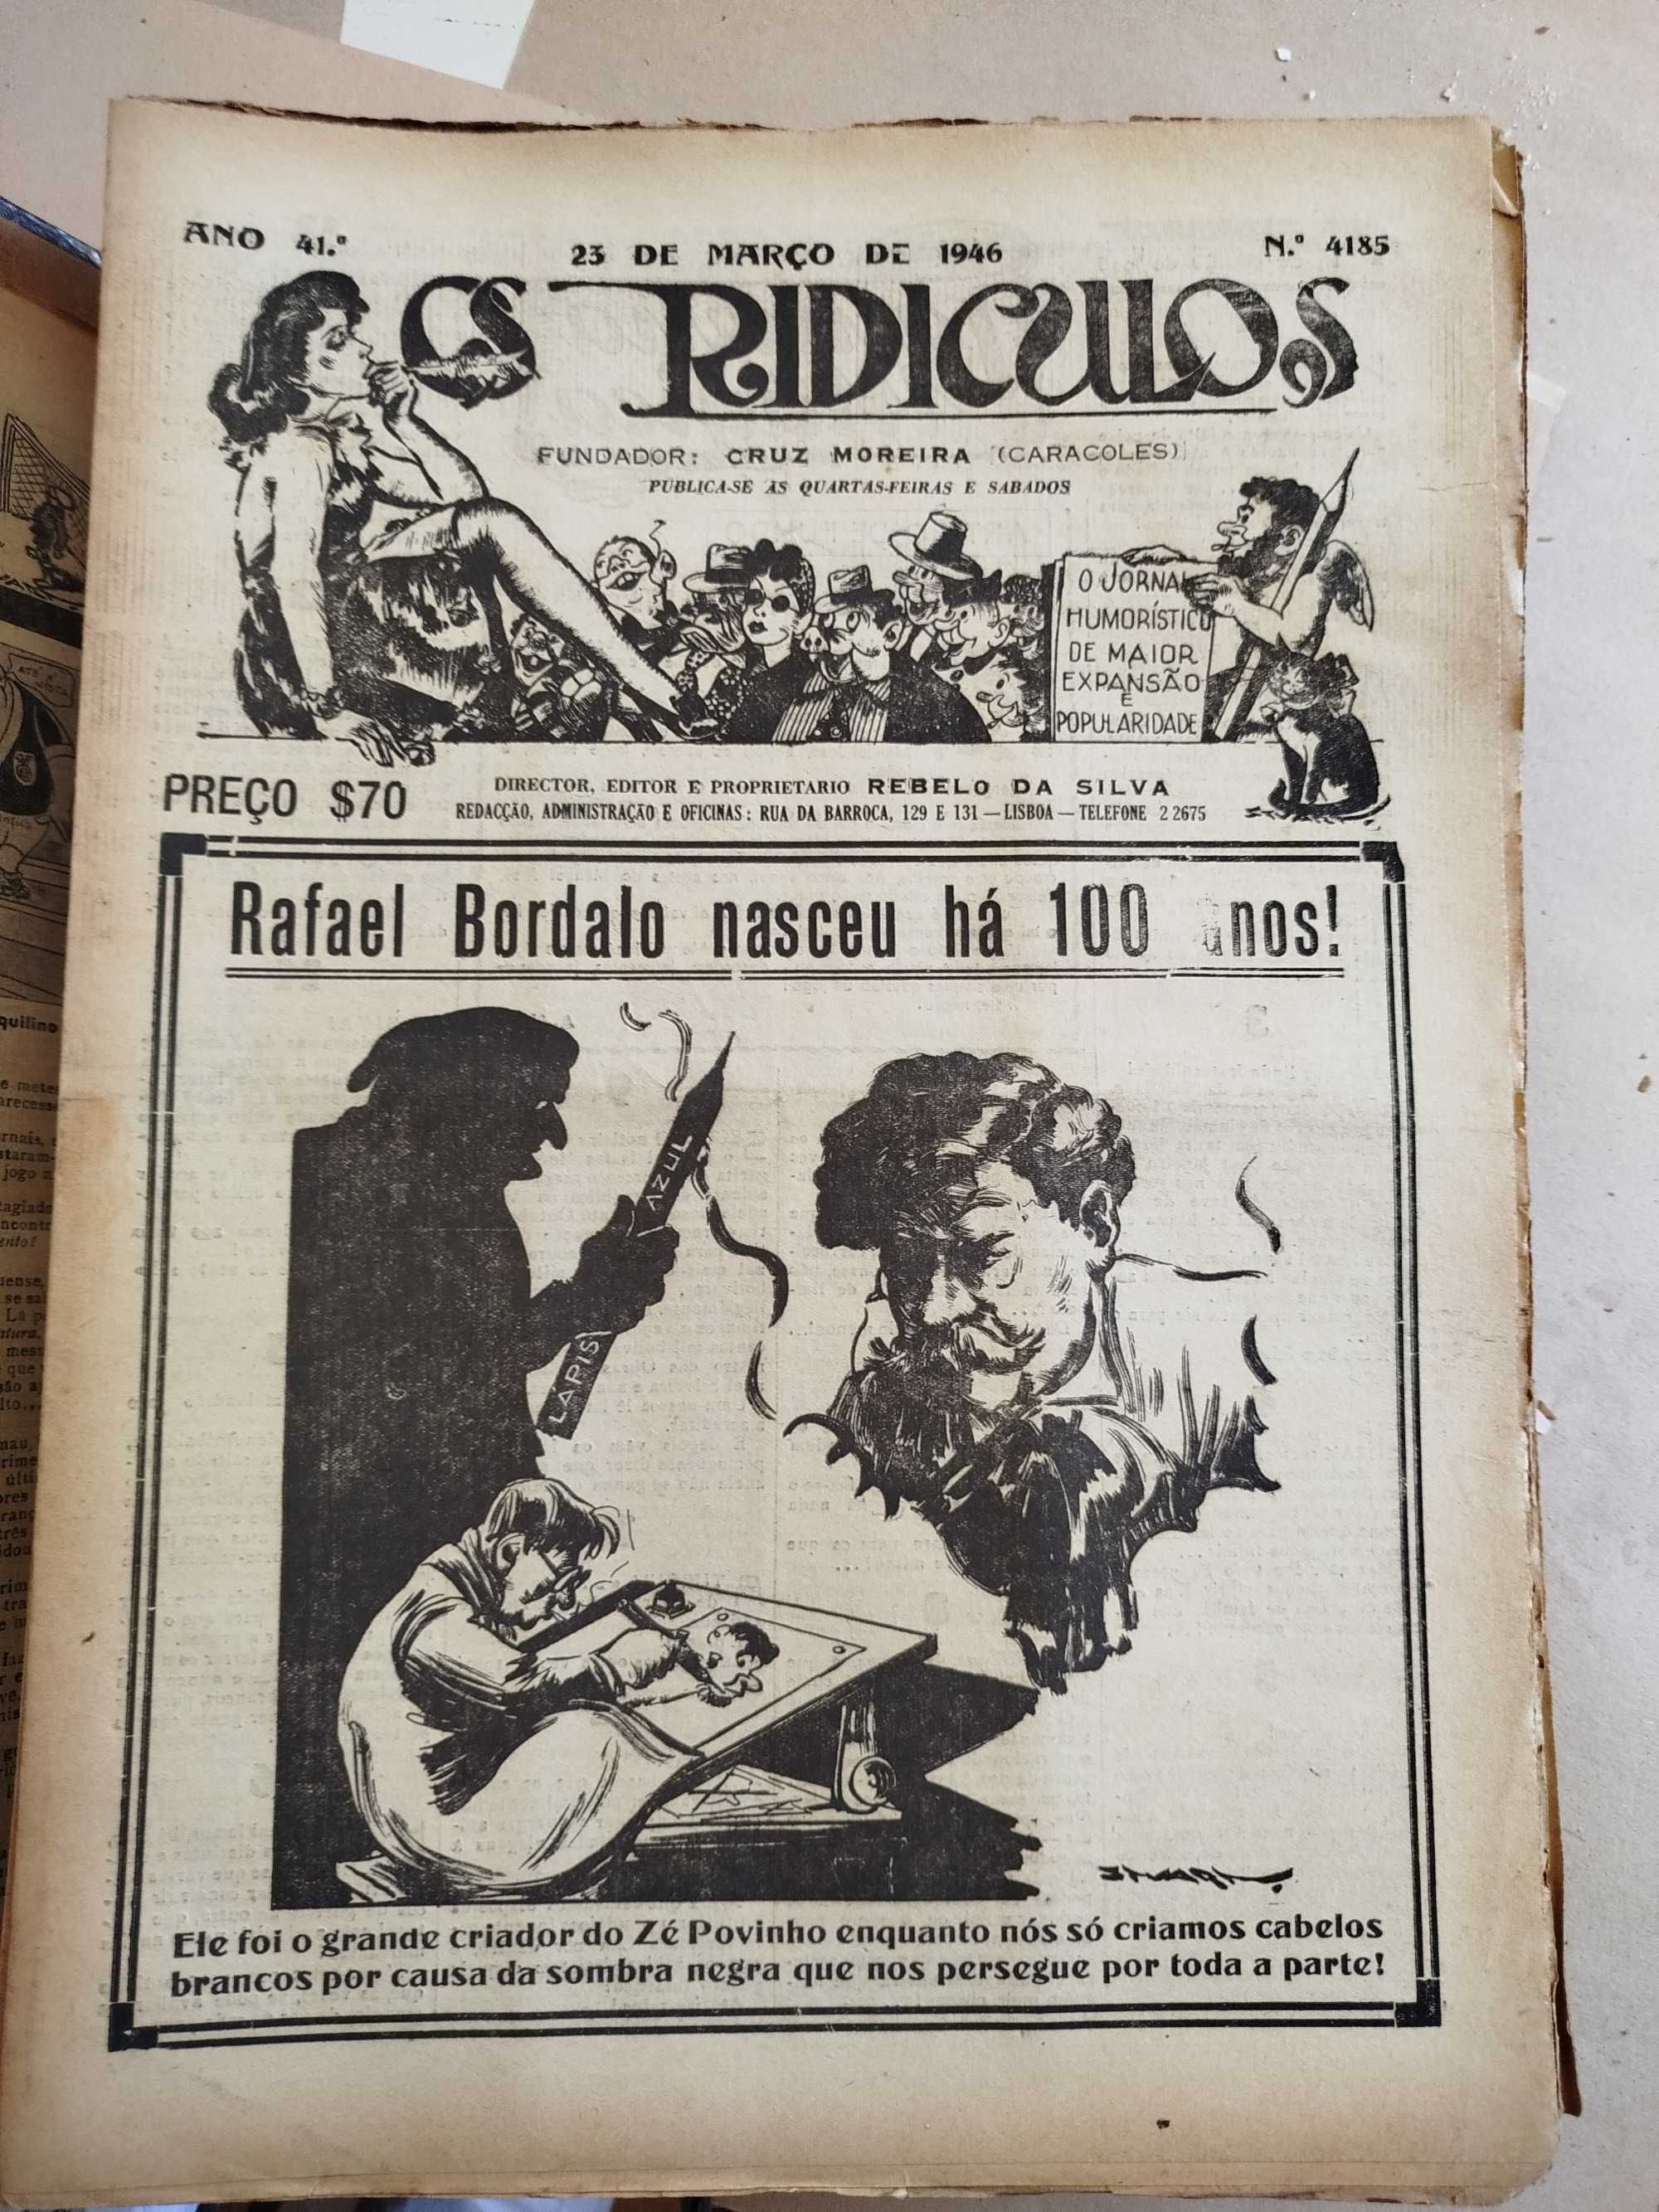 ANO 41.º
23 DE MARÇO DE 1946
N.º 4185
OS RIDICULOS
FUNDADOR: CRUZ MOREIRA (CARACOLES)
PUBLICA-SE ÀS QUARTAS-FEIRAS E SABADOS
O JORNAL
HUMORÍSTICO
DE MAIOR
EXPANSÃO
E
POPULARIDADE
PREÇO $70
DIRECTOR, EDITOR E PROPRIETARIO REBELO DA SILVA
REDACÇÃO, ADMINISTRAÇÃO E OFICINAS: RUA DA BARROCA, 129 E 131 — LISBOA — TELEFONE 2 2675
Rafael Bordalo nasceu há 100 anos!
LÁPIS AZUL
Ele foi o grande criador do Zé Povinho enquanto nós só criamos cabelos
brancos por causa da sombra negra que nos persegue por toda a parte!